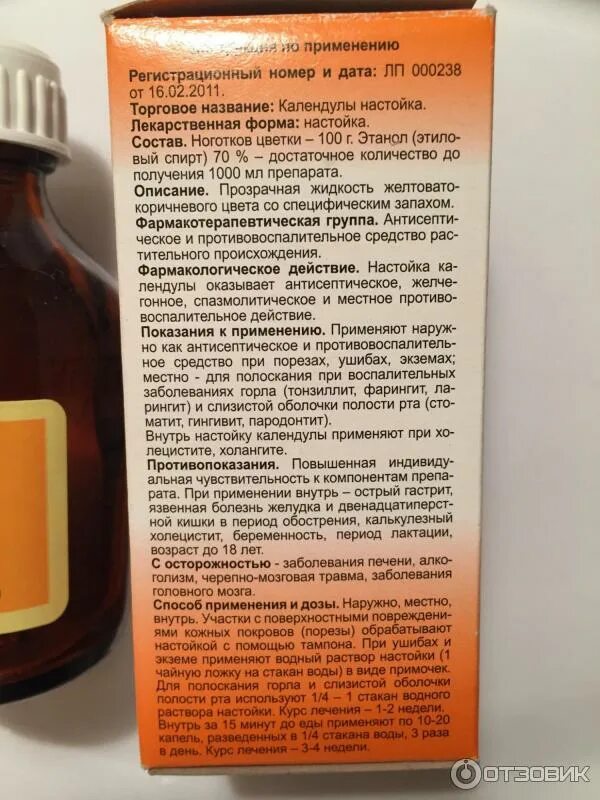 по применению
Регистрационный номер и дата: ЛП 000238
от 16.02.2011.
Торговое название: Календулы настойка.
Лекарственная форма: настойка.
Состав. Ноготков цветки – 100 г. Этанол (этило-
вый спирт) 70 % – достаточное количество до
получения 1000 мл препарата.
Описание. Прозрачная жидкость желтовато-
коричневого цвета со специфическим запахом.
Фармакотерапевтическая группа. Антисепти-
ческое и противовоспалительное средство рас-
тительного происхождения.
Фармакологическое действие. Настойка ка-
лендулы оказывает антисептическое, желче-
гонное, спазмолитическое и местное противо-
воспалительное действие.
Показания к применению. Применяют наруж-
но как антисептическое и противовоспалитель-
ное средство при порезах, ушибах, экземах;
местно - для полоскания при воспалительных
заболеваниях горла (тонзиллит, фарингит, ла-
рингит) и слизистой оболочки полости рта (сто-
матит, гингивит, пародонтит).
Внутрь настойку календулы применяют при хо-
лецистите, холангите.
Противопоказания. Повышенная индивиду-
альная чувствительность к компонентам препа-
рата. При применении внутрь – острый гастрит,
язвенная болезнь желудка и двенадцатиперст-
ной кишки в период обострения, калькулезный
холецистит, беременность, период лактации,
возраст до 18 лет.
С осторожностью - заболевания печени, алко-
голизм, черепно-мозговая травма, заболевания
головного мозга.
Способ применения и дозы. Наружно, местно,
внутрь. Участки с поверхностными повреждени-
ями кожных покровов (порезы) обрабатывают
настойкой с помощью тампона. При ушибах и
экземе применяют водный раствор настойки (1
чайную ложку на стакан воды) в виде примочек.
Для полоскания горла и слизистой оболочки
полости рта используют 1/4 – 1 стакан водного
раствора настойки. Курс лечения – 1-2 недели.
Внутрь за 15 минут до еды применяют по 10-20
капель, разведенных в 1/4 стакана воды, 3 раза
в день. Курс лечения – 3-4 недели.
ОТЗОВИК